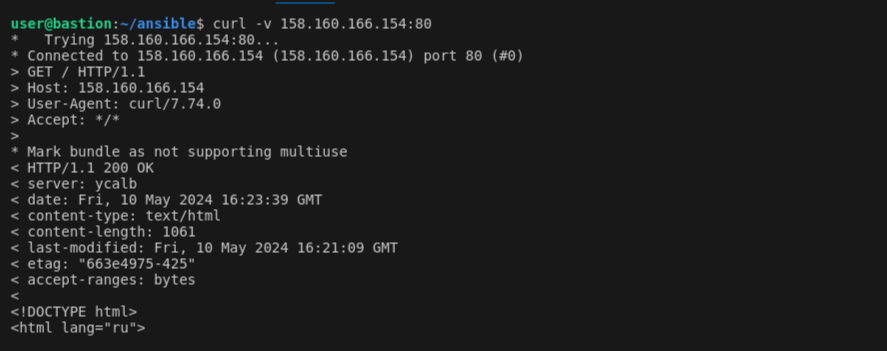 user@bastion:~/ansible$ curl -v 158.160.166.154:80
*   Trying 158.160.166.154:80...
* Connected to 158.160.166.154 (158.160.166.154) port 80 (#0)
> GET / HTTP/1.1
> Host: 158.160.166.154
> User-Agent: curl/7.74.0
> Accept: */*
>
* Mark bundle as not supporting multiuse
< HTTP/1.1 200 OK
< server: ycalb
< date: Fri, 10 May 2024 16:23:39 GMT
< content-type: text/html
< content-length: 1061
< last-modified: Fri, 10 May 2024 16:21:09 GMT
< etag: "663e4975-425"
< accept-ranges: bytes
<
<!DOCTYPE html>
<html lang="ru">